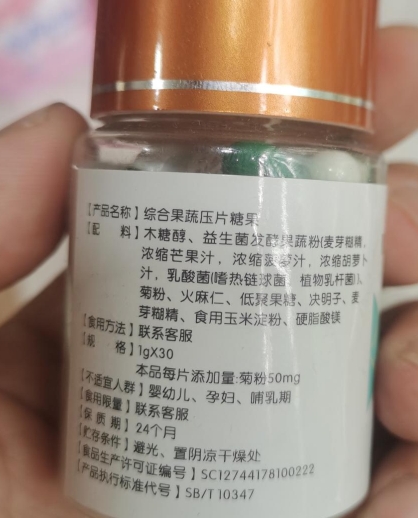 【产品名称】综合果蔬压片糖果
【配 料】木糖醇、益生菌发酵果蔬粉(麦芽糊精,
浓缩芒果汁,浓缩菠萝汁,浓缩胡萝卜
汁,乳酸菌(嗜热链球菌、植物乳杆菌))、
菊粉、火麻仁、低聚果糖、决明子、麦
芽糊精、食用玉米淀粉、硬脂酸镁
【食用方法】联系客服
【规 格】1gX30
本品每片添加量:菊粉50mg
【不适宜人群】婴幼儿、孕妇、哺乳期
【食用限量】联系客服
【保 质 期】24个月
【贮存条件】避光、置阴凉干燥处
【食品生产许可证编号】SC12744178100222
【产品执行标准代号】SB/T10347